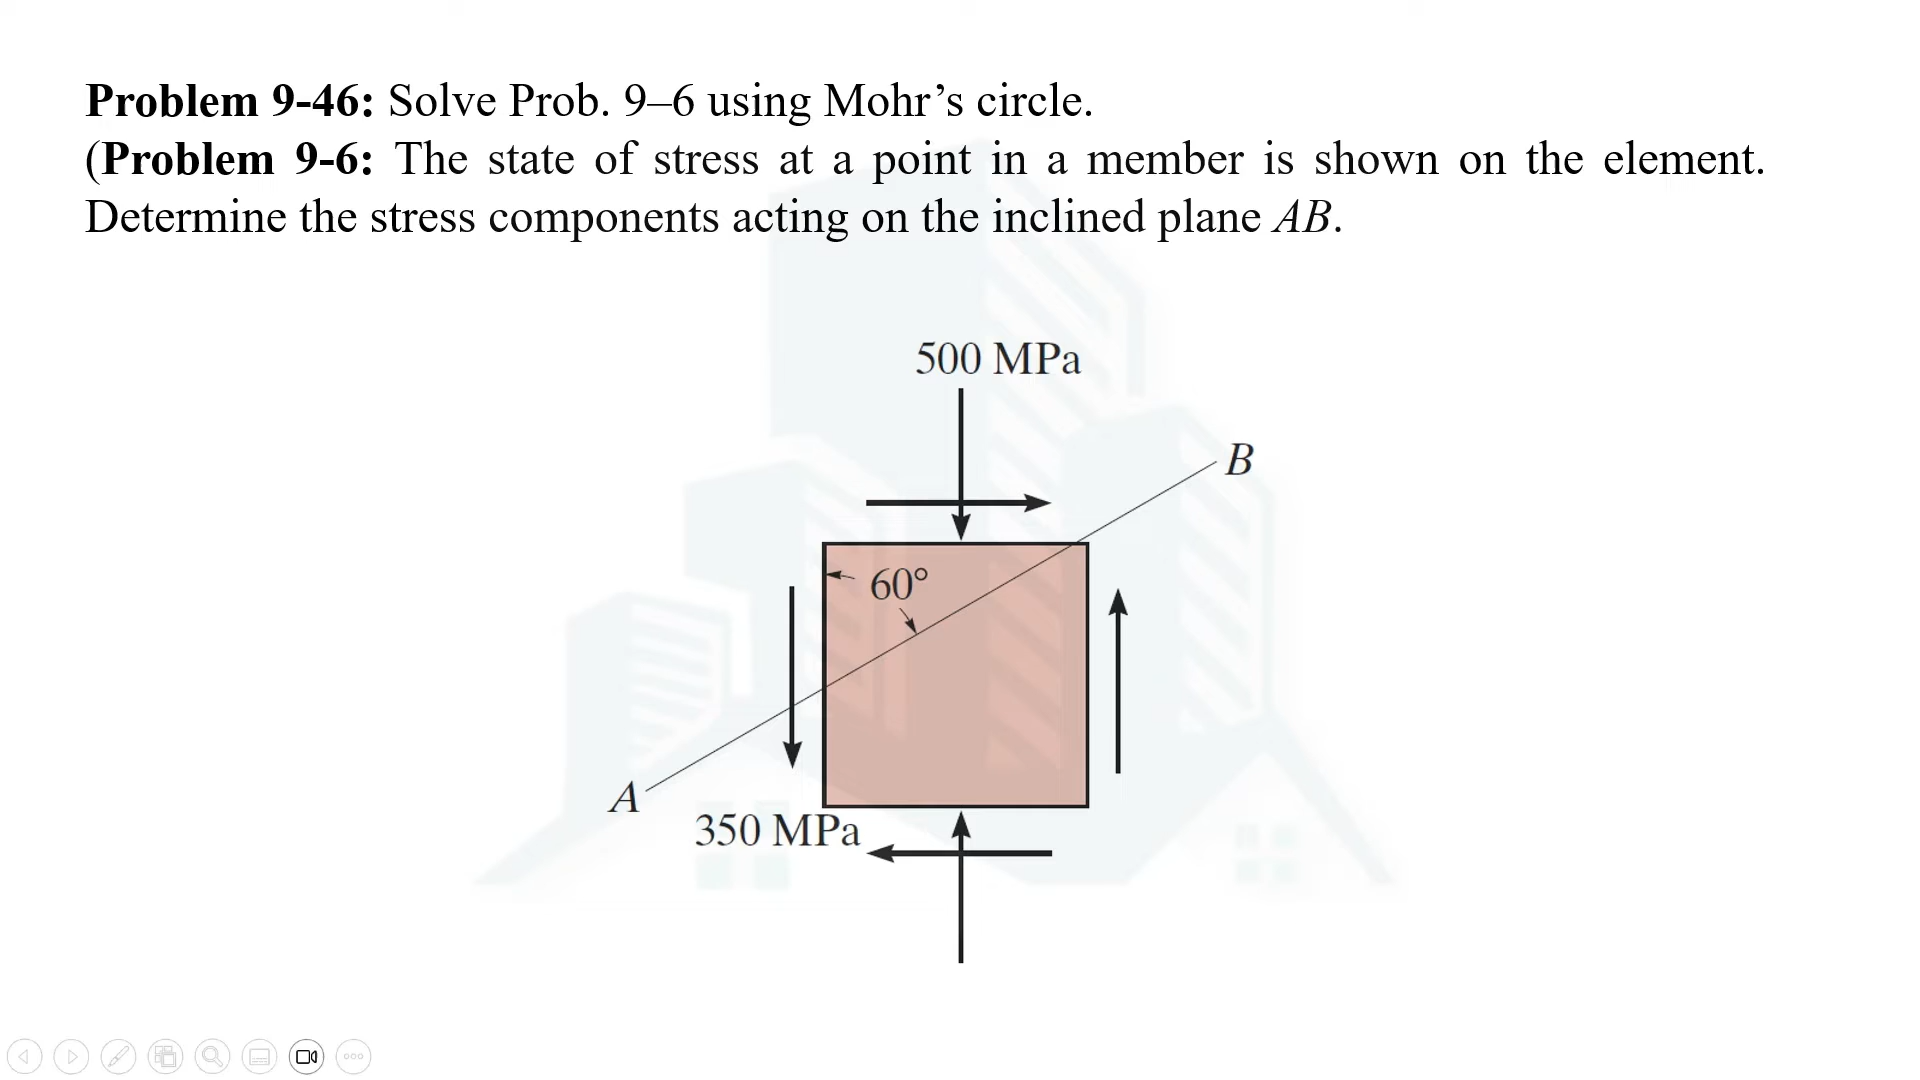 Problem 9-46: Solve Prob. 9–6 using Mohr’s circle.
(Problem 9-6: The state of stress at a point in a member is shown on the element.
Determine the stress components acting on the inclined plane AB.
500 MPa
B
60°
A
350 MPa